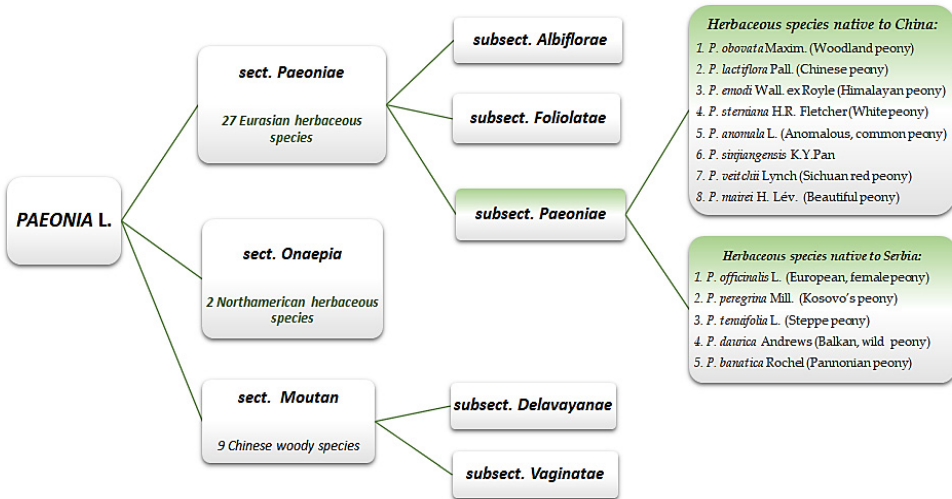 PAEONIA L.
sect. Paeoniae
27 Eurasian herbaceous
species
sect. Onaepia
2 Northamerican herbaceous
species
sect. Moutan
9 Chinese woody species
subsect. Albiflorae
subsect. Foliolatae
subsect. Paeoniae
subsect. Delavayanae
subsect. Vaginatae
Herbaceous species native to China:
1. P. obovata Maxim. (Woodland peony)
2. P. lactiflora Pall. (Chinese peony)
3. P. emodi Wall. ex Royle (Himalayan peony)
4. P. sterniana H.R. Fletcher (White peony)
5. P. anomala L. (Anomalous, common peony)
6. P. sinjiangensis K.Y.Pan
7. P. veitchii Lynch (Sichuan red peony)
8. P. mairei H. Lév. (Beautiful peony)
Herbaceous species native to Serbia:
1. P. officinalis L. (European, female peony)
2. P. peregrina Mill. (Kosovo's peony)
3. P. tenuifolia L. (Steppe peony)
4. P. daurica Andrews (Balkan, wild peony)
5. P. banatica Rochel (Pannonian peony)